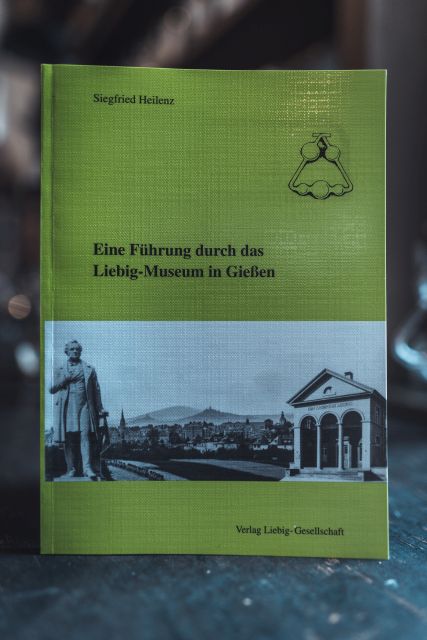 Siegfried Heilenz
Eine Führung durch das
Liebig-Museum in Gießen
Verlag Liebig-Gesellschaft